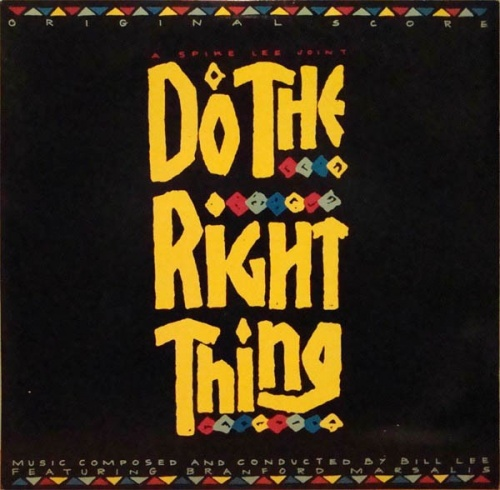 ORIGINAL SCORE
A SPIKE LEE JOINT
DO THE
RIGHT
THING
MUSIC COMPOSED AND CONDUCTED BY BILL LEE
FEATURING BRANFORD MARSALIS